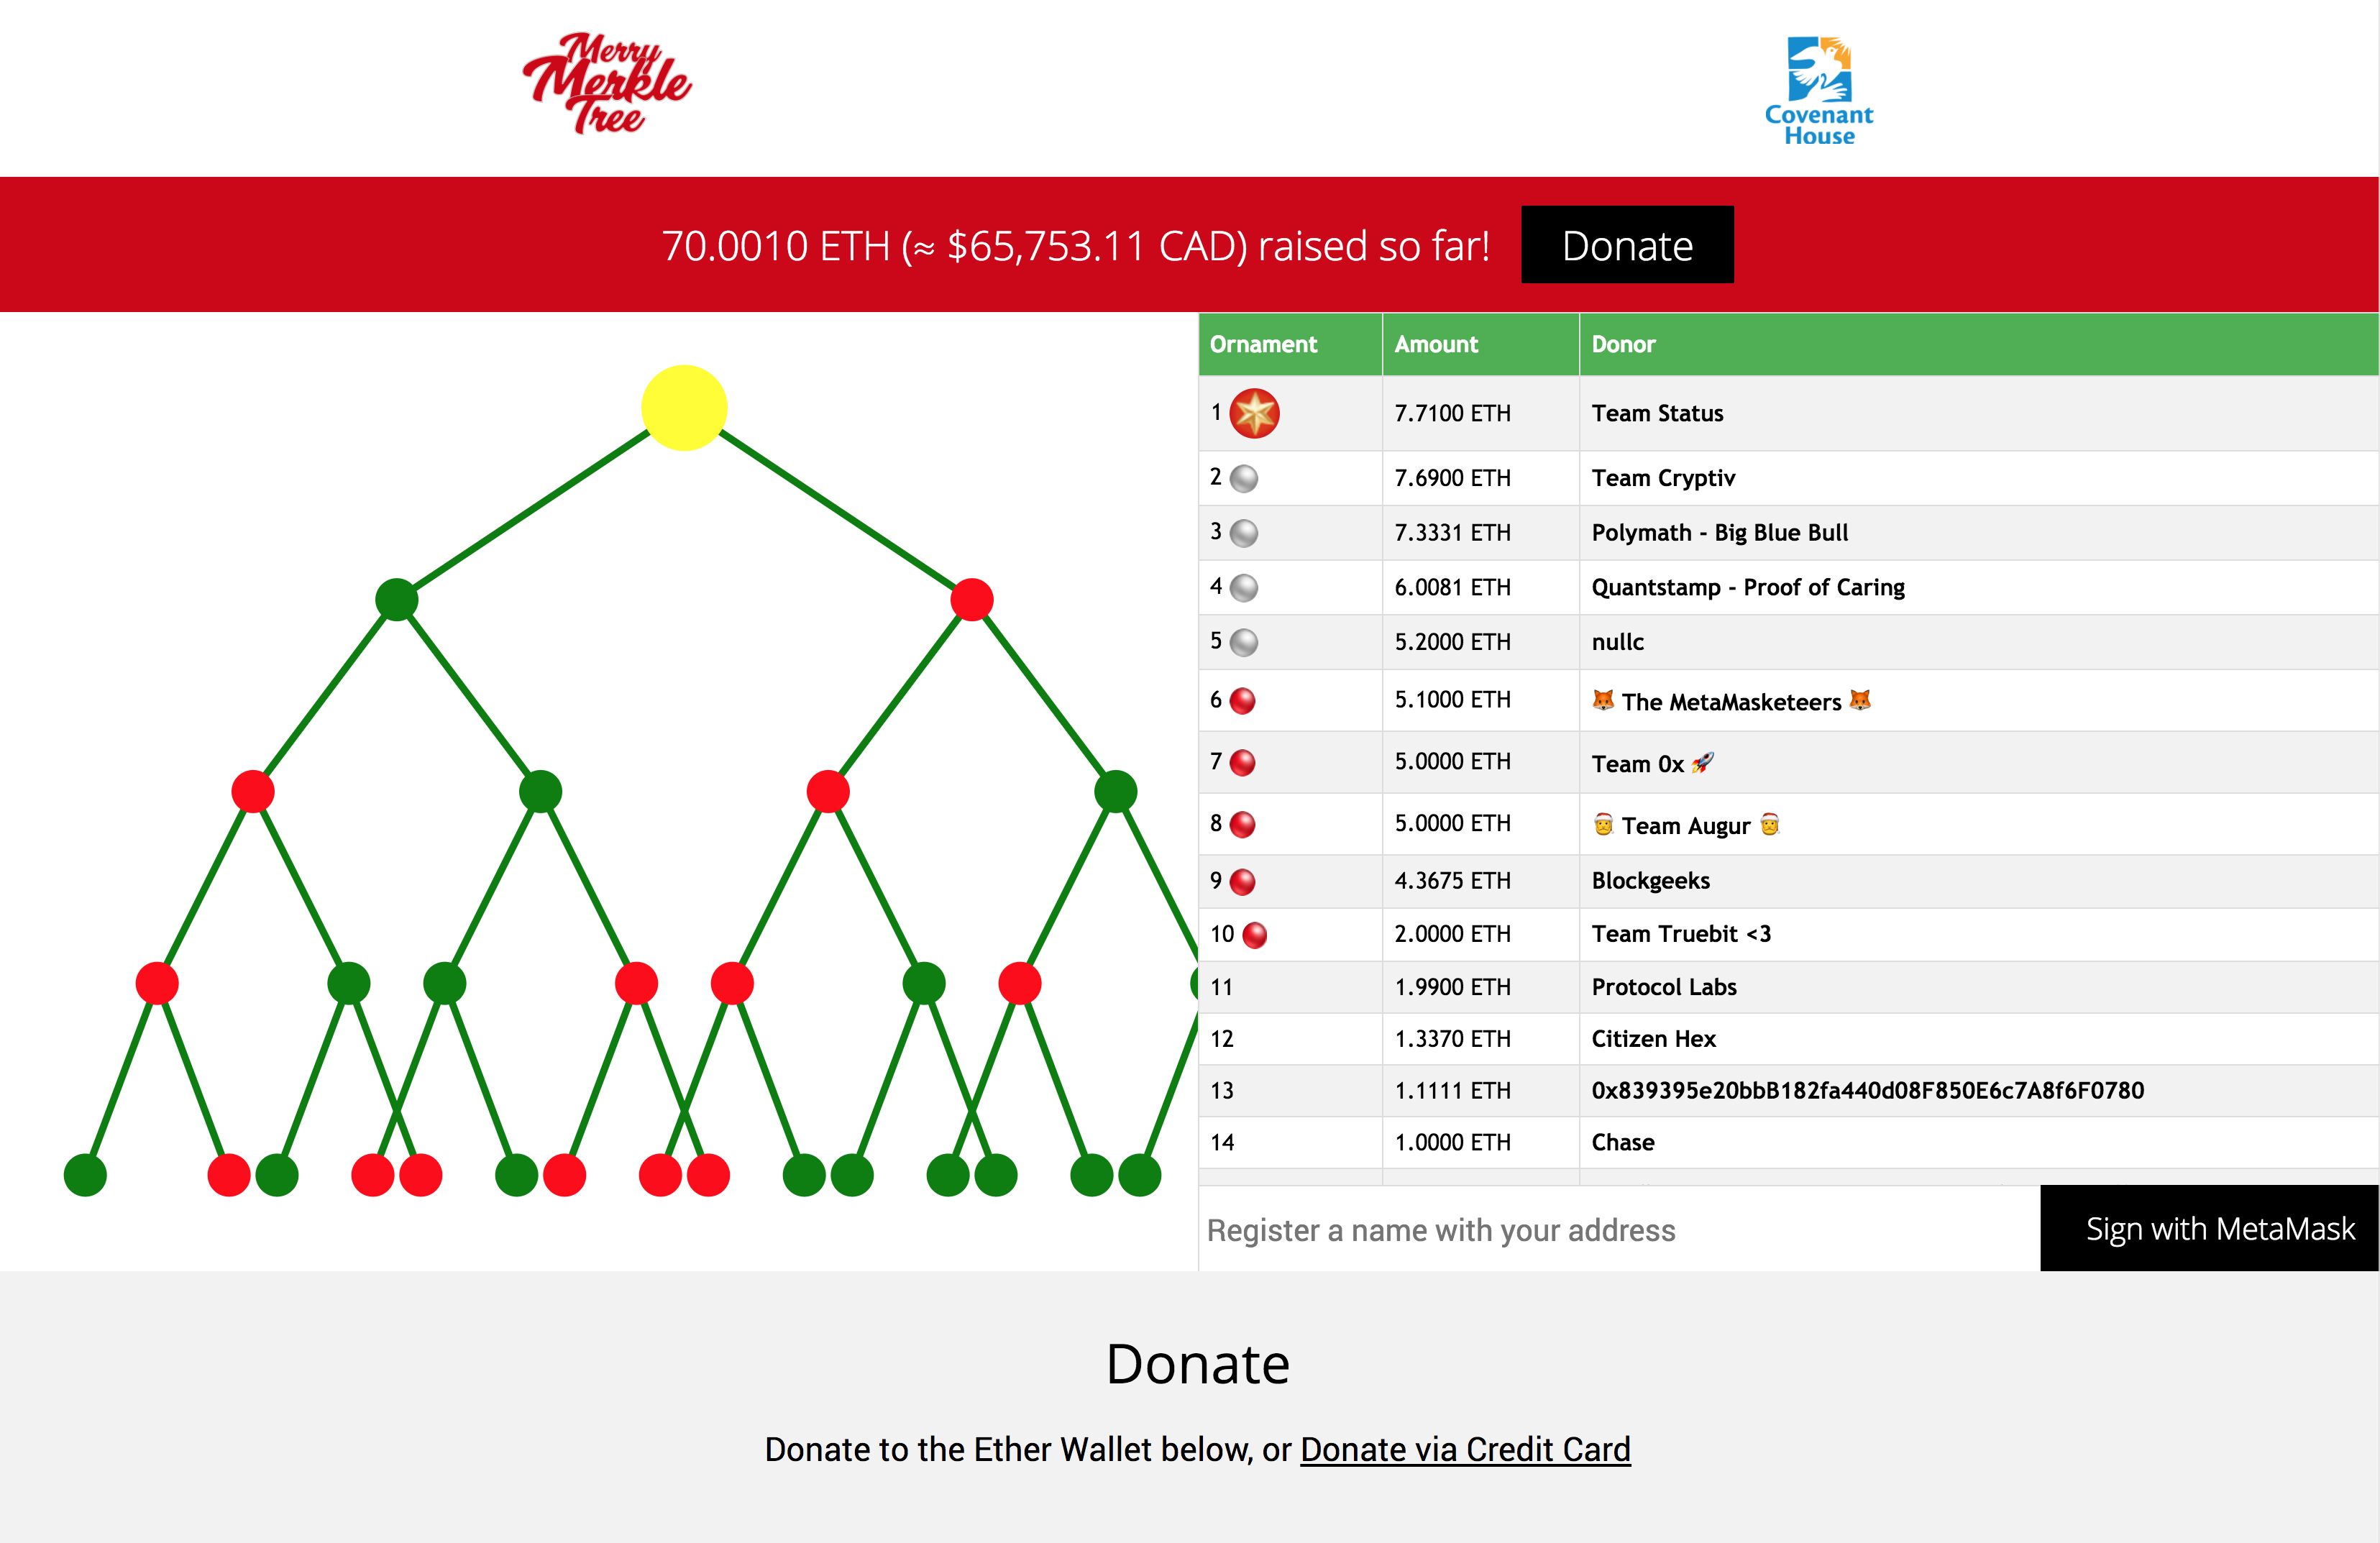 Merry
Merkle
Tree
Covenant
House
70.0010 ETH (≈ $65,753.11 CAD) raised so far!
Donate
Ornament Amount Donor
1 7.7100 ETH Team Status
2 7.6900 ETH Team Cryptiv
3 7.3331 ETH Polymath - Big Blue Bull
4 6.0081 ETH Quantstamp - Proof of Caring
5 5.2000 ETH nullc
6 5.1000 ETH 🦊 The MetaMasketeers 🦊
7 5.0000 ETH Team 0x 🚀
8 5.0000 ETH 🎅 Team Augur 🎅
9 4.3675 ETH Blockgeeks
10 2.0000 ETH Team Truebit <3
11 1.9900 ETH Protocol Labs
12 1.3370 ETH Citizen Hex
13 1.1111 ETH 0x839395e20bbB182fa440d08F850E6c7A8f6F0780
14 1.0000 ETH Chase
Register a name with your address
Sign with MetaMask
Donate
Donate to the Ether Wallet below, or Donate via Credit Card